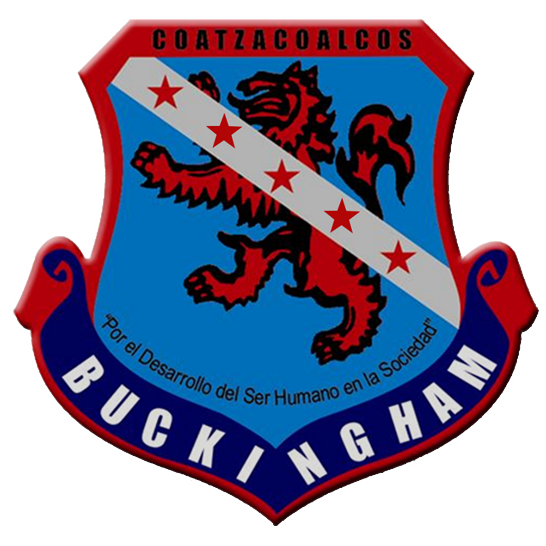 COATZACOALCOS
"Por el Desarrollo del Ser Humano en la Sociedad"
BUCKINGHAM